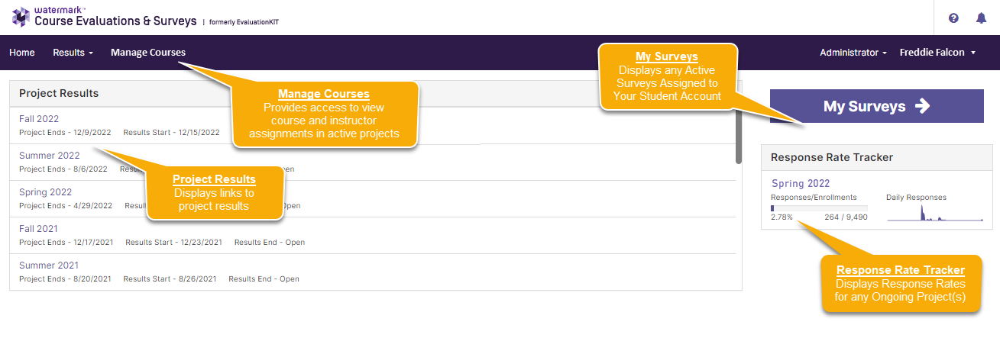 watermark™
Course Evaluations & Surveys | formerly EvaluationKIT
Home Results Manage Courses Administrator Freddie Falcon
Project Results
Fall 2022
Project Ends - 12/9/2022 Results Start - 12/15/2022
Summer 2022
Project Ends - 8/6/2022
Spring 2022
Project Ends - 4/29/2022 Open
Fall 2021
Project Ends - 12/17/2021 Results Start - 12/23/2021 Results End - Open
Summer 2021
Project Ends - 8/20/2021 Results Start - 8/26/2021 Results End - Open
Manage Courses
Provides access to view
course and instructor
assignments in active projects
Project Results
Displays links to
project results
My Surveys
Displays any Active
Surveys Assigned to
Your Student Account
My Surveys
Response Rate Tracker
Spring 2022
Responses/Enrollments Daily Responses
2.78% 264 / 9,490
Response Rate Tracker
Displays Response Rates
for any Ongoing Project(s)